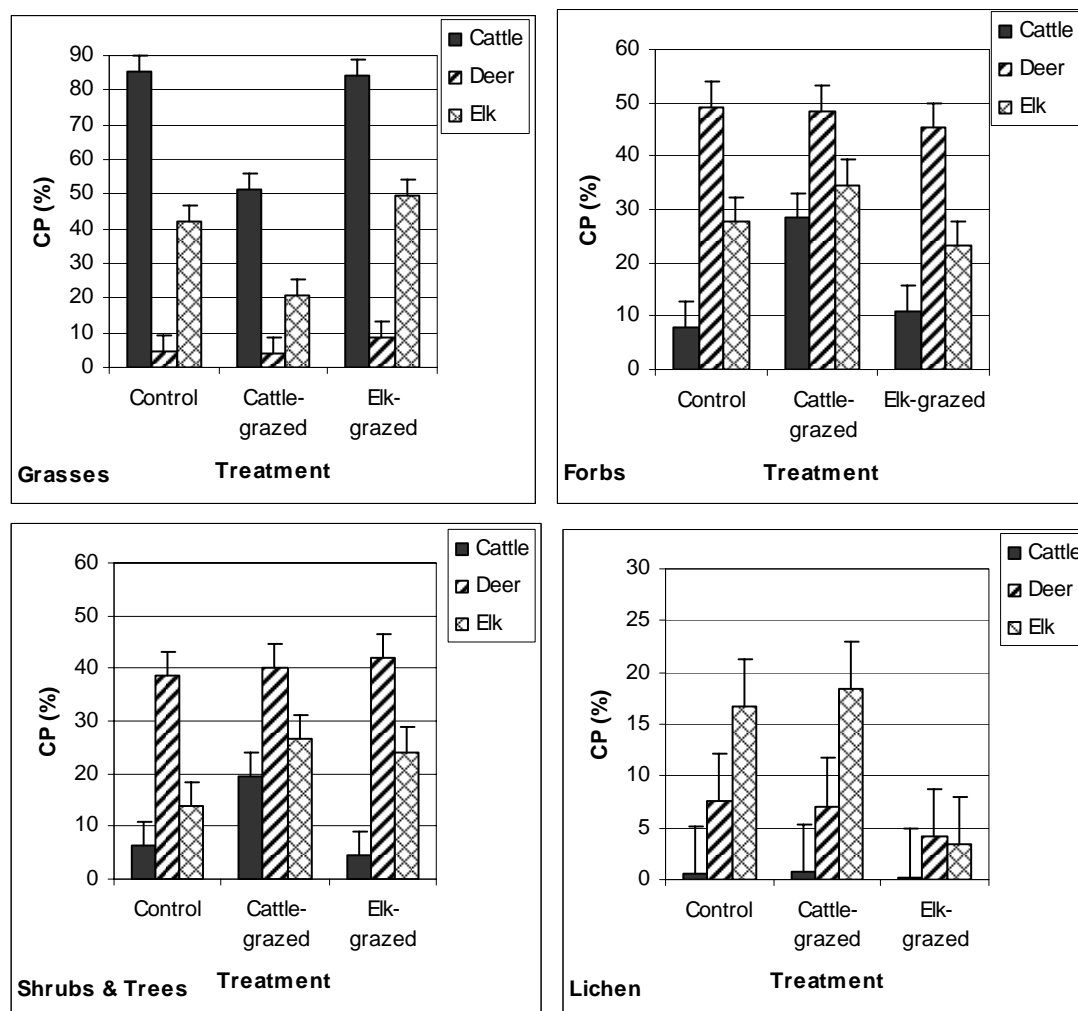 Cattle
Deer
Elk
CP (%)
90
80
70
60
50
40
30
20
10
0
Control
Cattle-
grazed
Elk-
grazed
Treatment
Grasses
Cattle
Deer
Elk
CP (%)
60
50
40
30
20
10
0
Control
Cattle-
grazed
Elk-grazed
Treatment
Forbs
Cattle
Deer
Elk
CP (%)
60
50
40
30
20
10
0
Control
Cattle-
grazed
Elk-
grazed
Treatment
Shrubs & Trees
Cattle
Deer
Elk
CP (%)
30
25
20
15
10
5
0
Control
Cattle-
grazed
Elk-
grazed
Treatment
Lichen